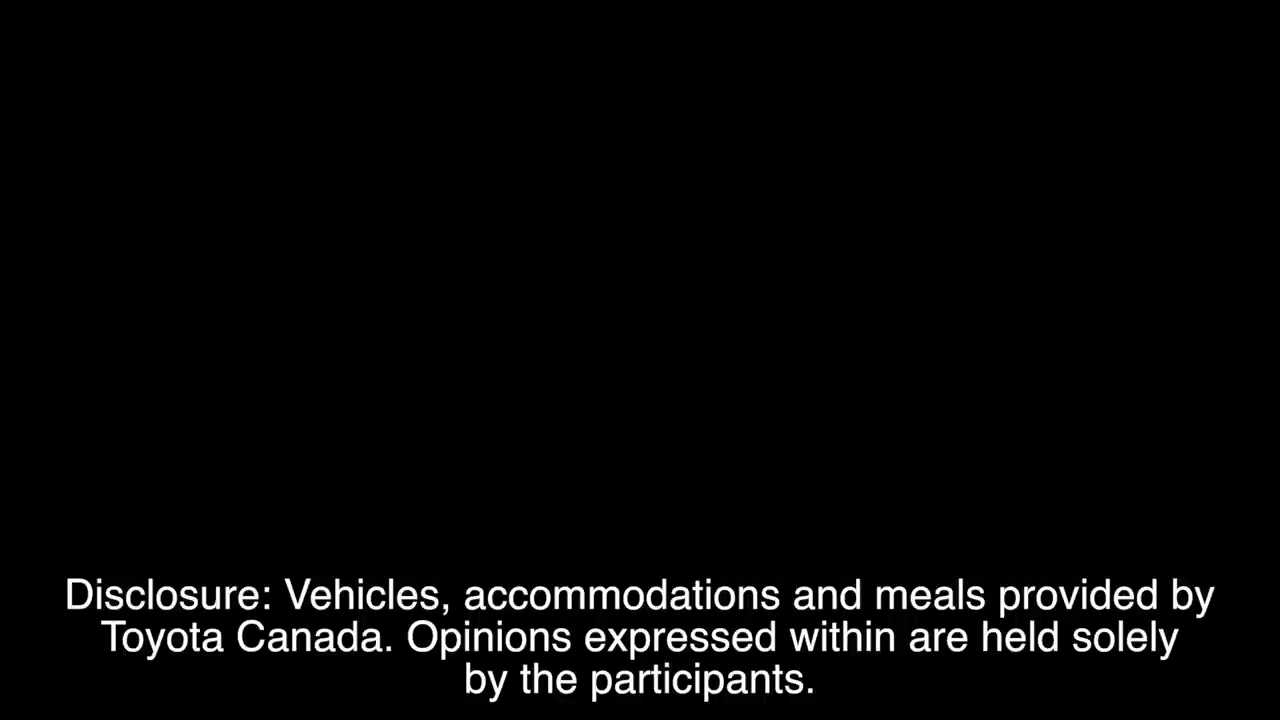 Disclosure: Vehicles, accommodations and meals provided by
Toyota Canada. Opinions expressed within are held solely
by the participants.